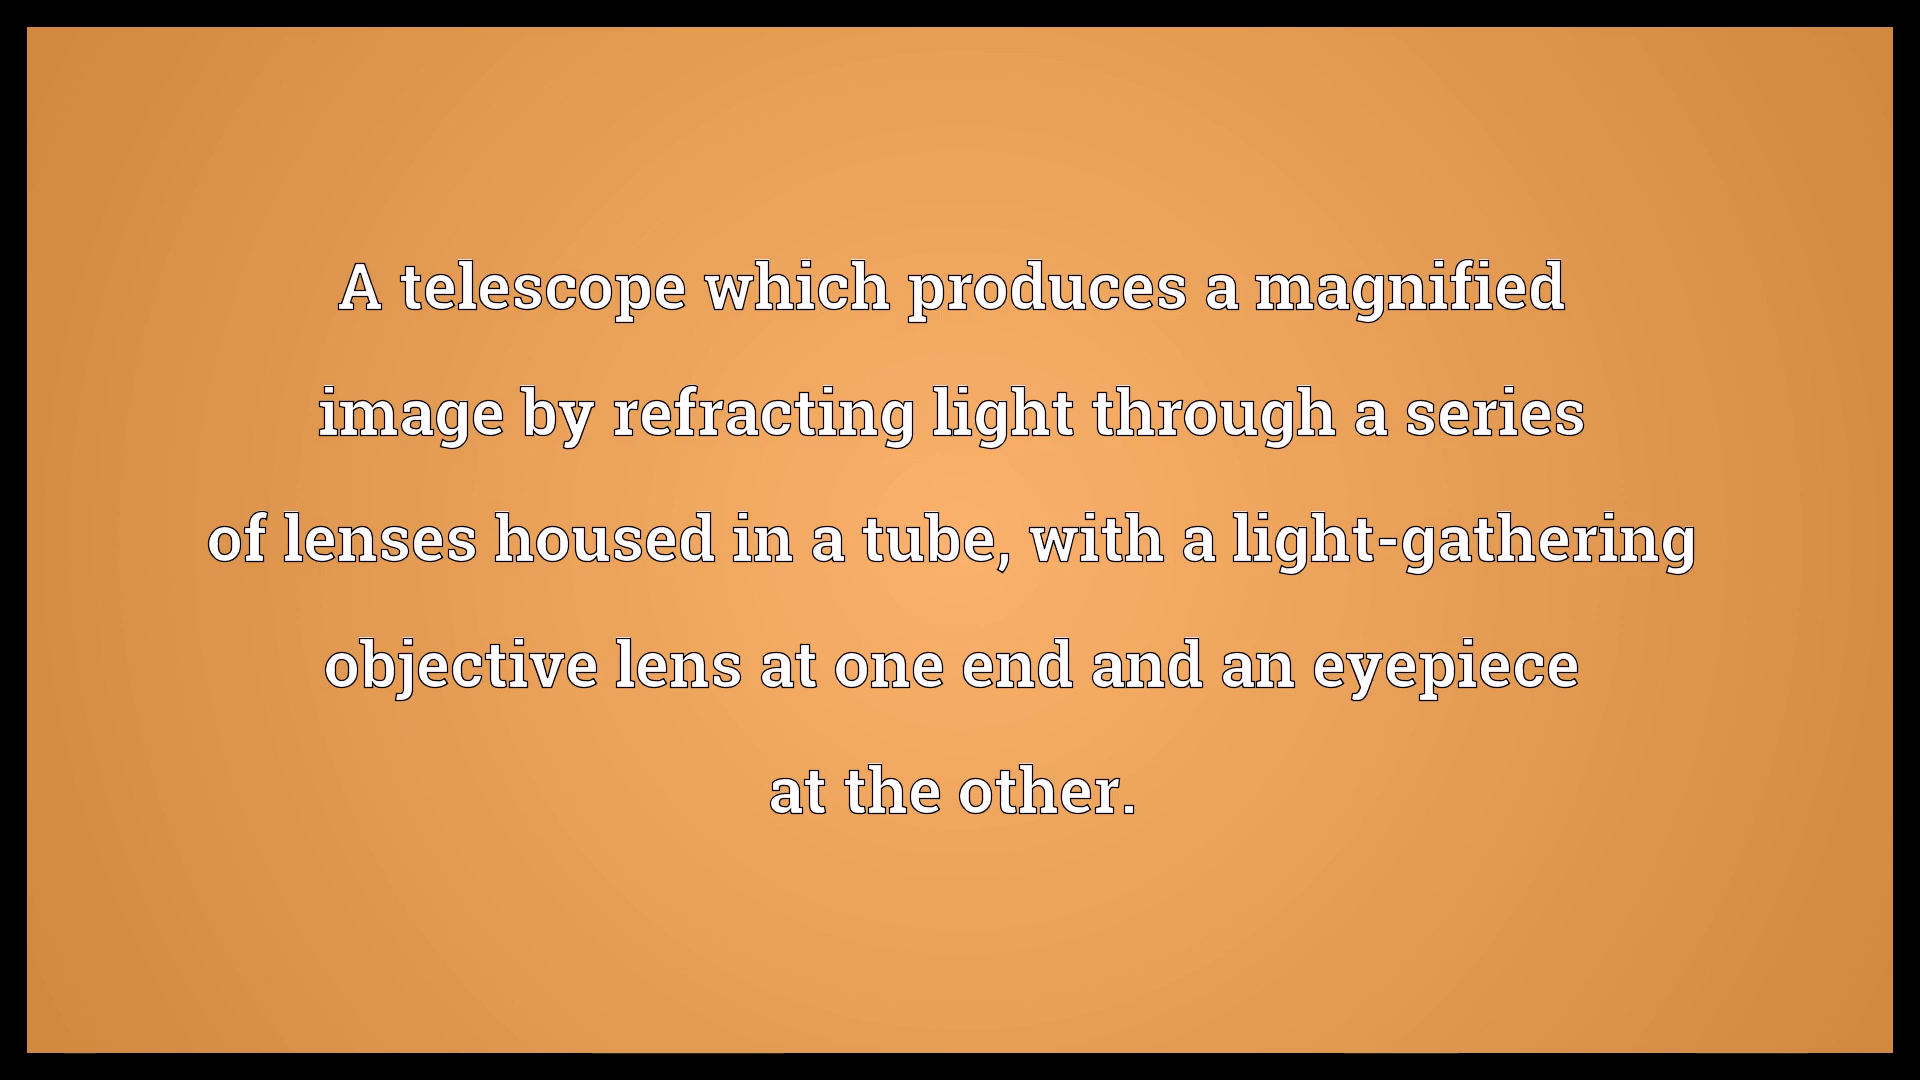 A telescope which produces a magnified
image by refracting light through a series
of lenses housed in a tube, with a light-gathering
objective lens at one end and an eyepiece
at the other.